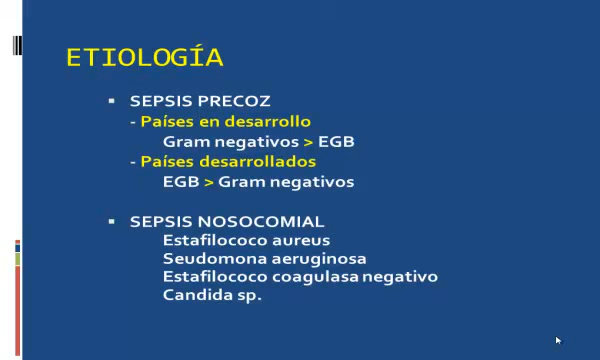 ETIOLOGÍA
▪ SEPSIS PRECOZ
- Países en desarrollo
Gram negativos > EGB
- Países desarrollados
EGB > Gram negativos
▪ SEPSIS NOSOCOMIAL
Estafilococo aureus
Seudomona aeruginosa
Estafilococo coagulasa negativo
Candida sp.